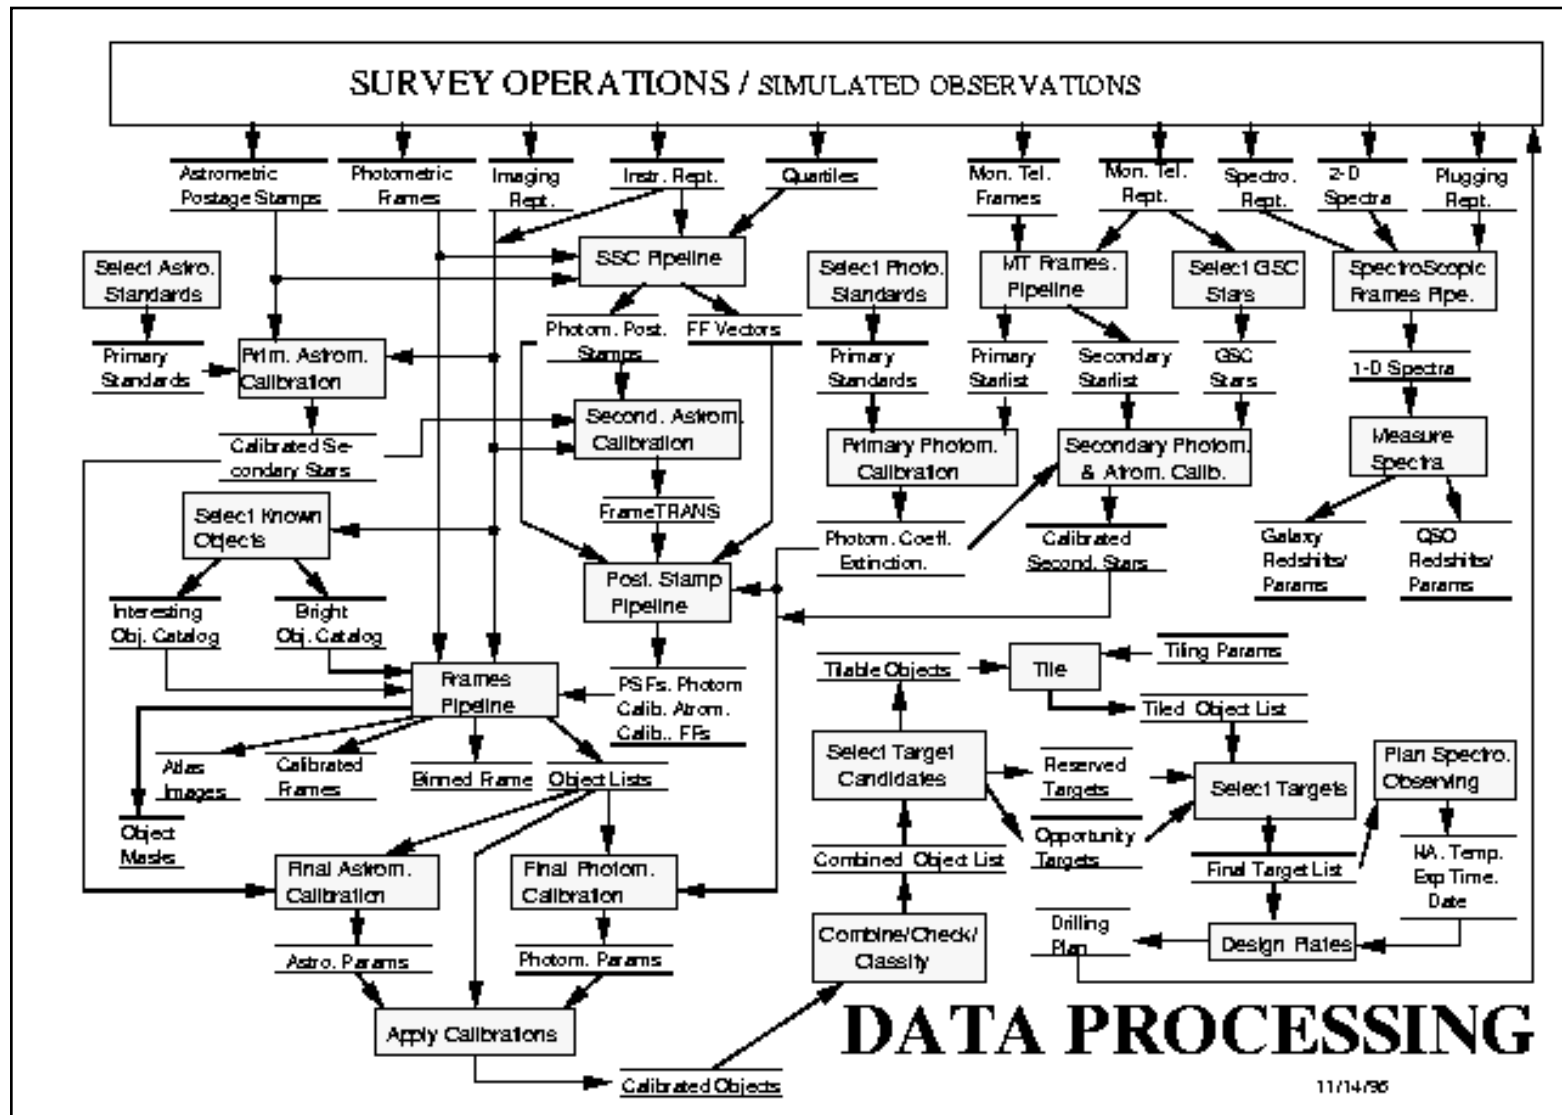 SURVEY OPERATIONS / SIMULATED OBSERVATIONS
Astrometric
Postage Stamps
Photometric
Frames
Imaging
Rept.
Instr. Rept.
Quartiles
Mon. Tel.
Frames
Mon. Tel.
Rept.
Spectro.
Rept.
2-D
Spectra
Plugging
Rept.
Select Astro.
Standards
SSC Pipeline
Select Photo.
Standards
MT Frames.
Pipeline
Select GSC
Stars
SpectroScopic
Frames Pipe.
Primary
Standards
Prim. Astrom.
Calibration
Photom. Post.
Stamps
FF Vectors
Primary
Standards
Primary
Starlist
Secondary
Starlist
GSC
Stars
1-D Spectra
Calibrated Se-
condary Stars
Second. Astrom.
Calibration
Primary Photom.
Calibration
Secondary Photom.
& Atrom. Calib.
Measure
Spectra
Select Known
Objects
FrameTRANS
Photom. Coeff.
Extinction.
Calibrated
Second. Stars
Galaxy
Redshifts/
Params
QSO
Redshifts/
Params
Interesting
Obj. Catalog
Bright
Obj. Catalog
Post. Stamp
Pipeline
Frames
Pipeline
PSFs. Photom
Calib. Atrom.
Calib.. FFs
Tilable Objects
Tile
Tiling Params
Tiled Object List
Atlas
Images
Calibrated
Frames
Binned Frame
Object Lists
Select Target
Candidates
Reserved
Targets
Select Targets
Plan Spectro.
Observing
Object
Masks
Opportunity
Targets
Final Astrom.
Calibration
Final Photom.
Calibration
Combined Object List
Final Target List
NA. Temp.
Exp Time.
Date
Astro. Params
Photom. Params
Combine/Check/
Classify
Drilling
Plan
Design Plates
Apply Calibrations
Calibrated Objects
DATA PROCESSING
11/14/96